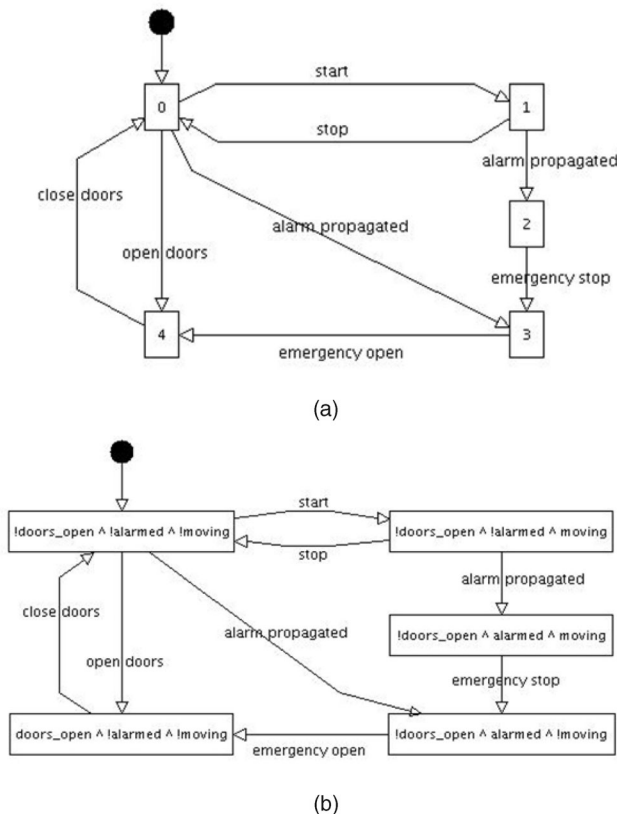 start
0
1
stop
alarm propagated
close doors
2
alarm propagated
open doors
emergency stop
4
3
emergency open
(a)
start
!doors_open ^ !alarmed ^ !moving
!doors_open ^ !alarmed ^ moving
stop
alarm propagated
close doors
!doors_open ^ alarmed ^ moving
alarm propagated
open doors
emergency stop
doors_open ^ !alarmed ^ !moving
!doors_open ^ alarmed ^ !moving
emergency open
(b)